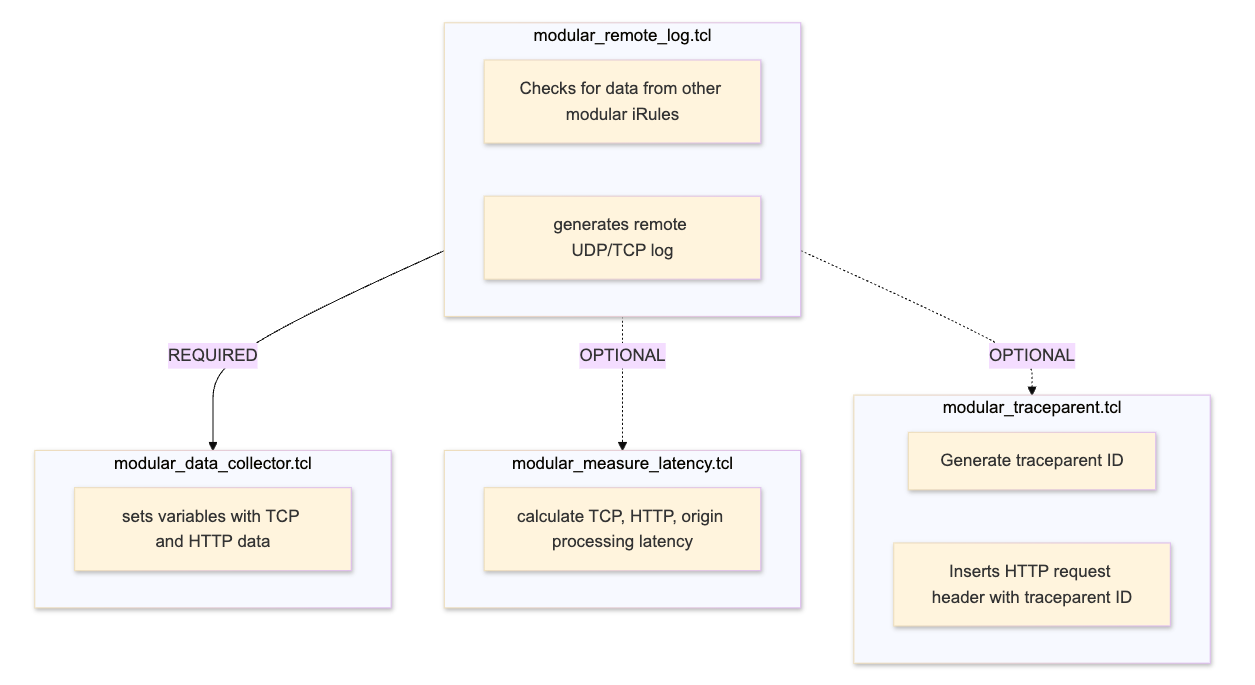 modular_remote_log.tcl
Checks for data from other
modular iRules
generates remote
UDP/TCP log
REQUIRED
OPTIONAL
OPTIONAL
modular_data_collector.tcl
sets variables with TCP
and HTTP data
modular_measure_latency.tcl
calculate TCP, HTTP, origin
processing latency
modular_traceparent.tcl
Generate traceparent ID
Inserts HTTP request
header with traceparent ID